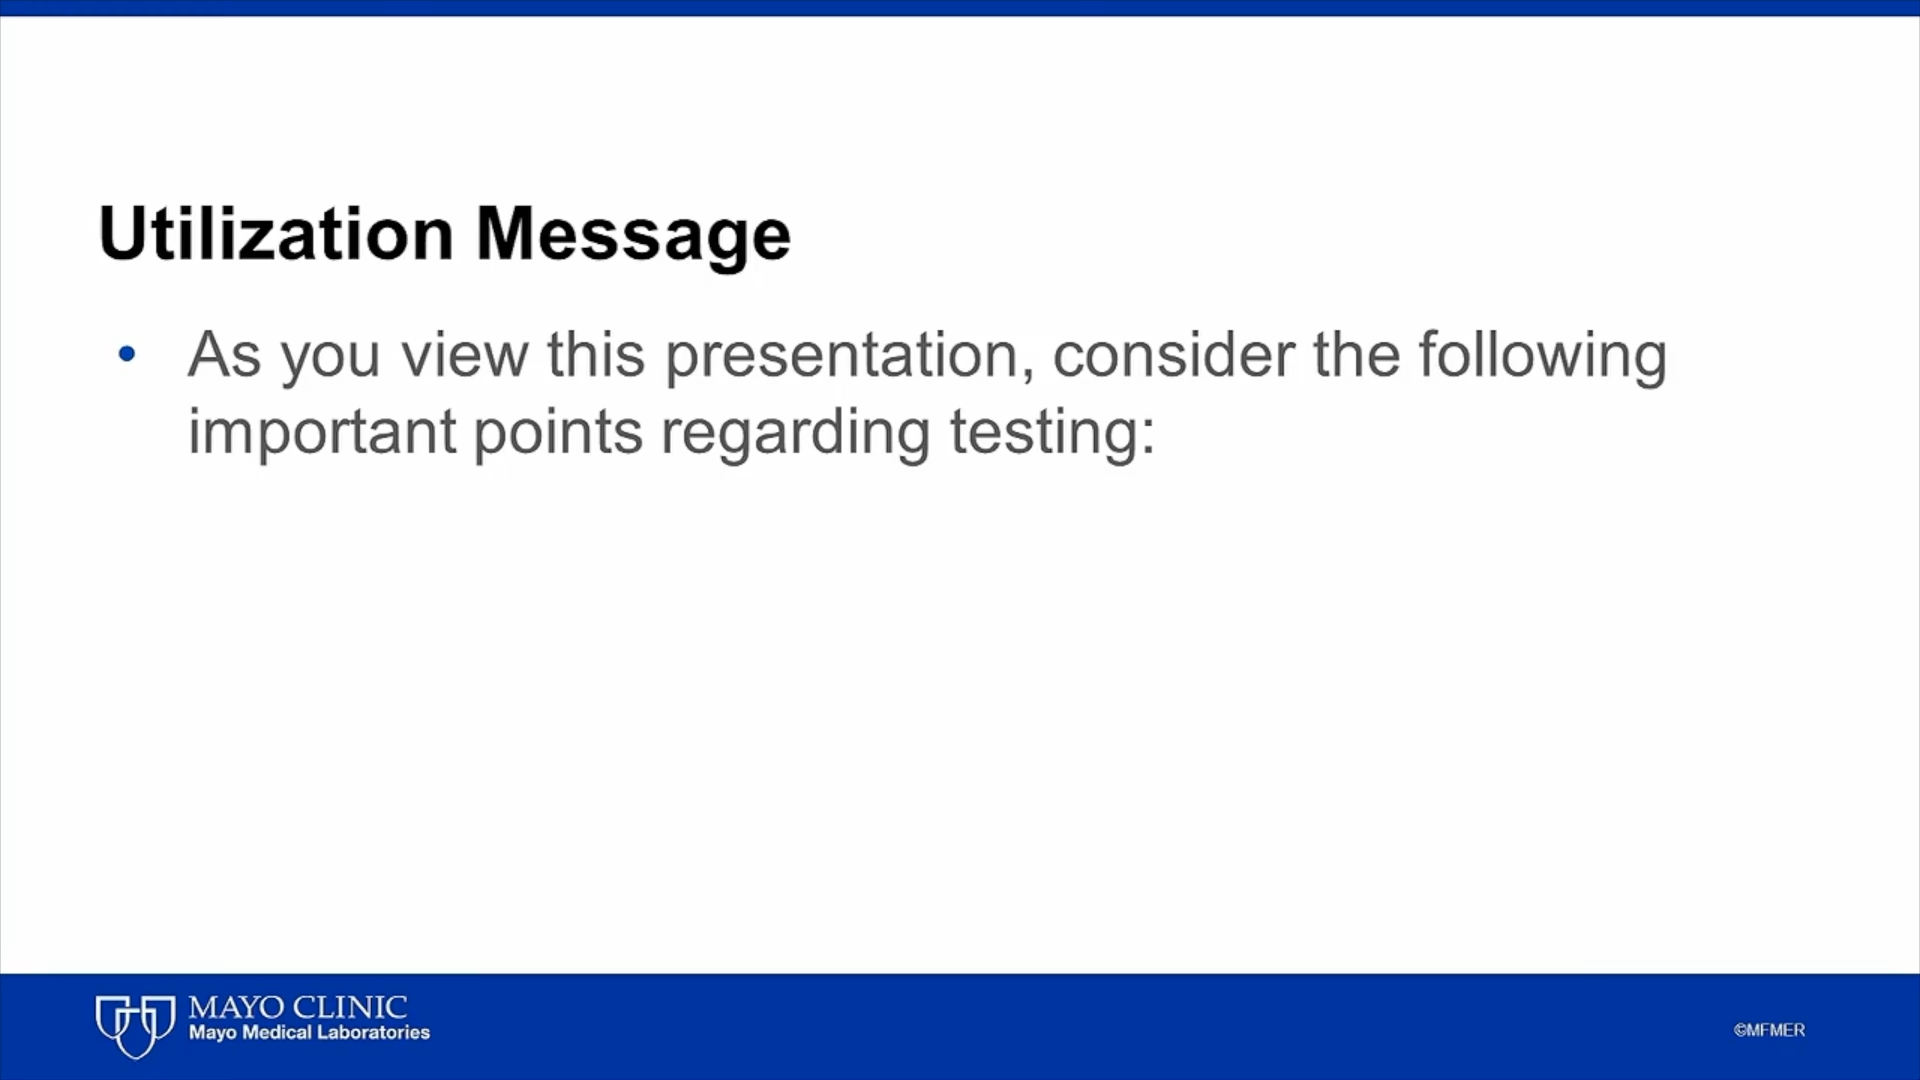 Utilization Message
• As you view this presentation, consider the following
important points regarding testing:
MAYO CLINIC
Mayo Medical Laboratories
©MFMER